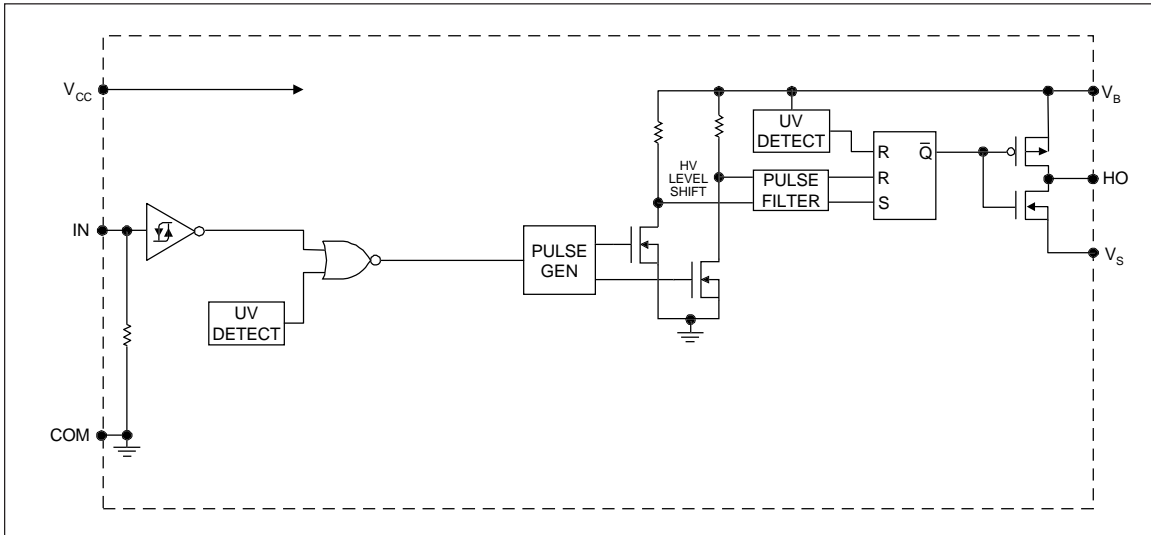 V_CC
V_B
UV
DETECT
R
Q̅
HV
LEVEL
SHIFT
PULSE
FILTER
R
S
HO
IN
V_S
PULSE
GEN
UV
DETECT
COM